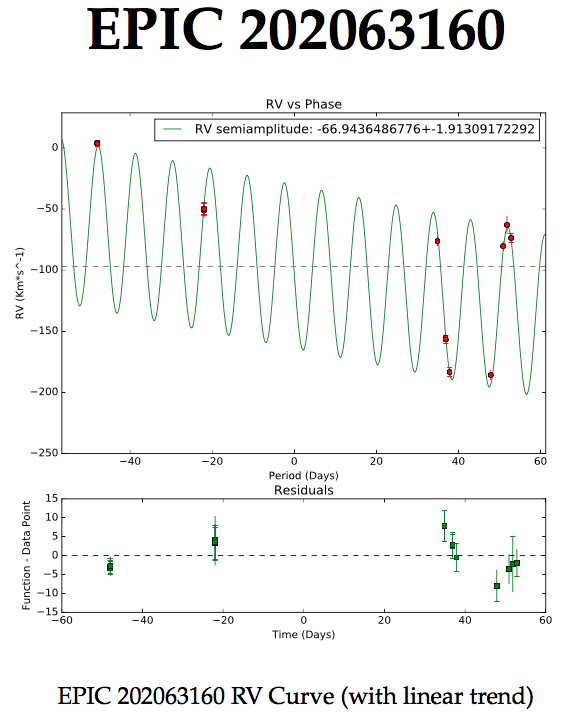 EPIC 202063160
RV vs Phase
RV semiamplitude: -66.9436486776+-1.91309172292
0
−50
−100
−150
−200
−250
RV (Km*s^-1)
−40 −20 0 20 40 60
Period (Days)
Residuals
15
10
5
0
−5
−10
−15
Function - Data Point
−60 −40 −20 0 20 40 60
Time (Days)
EPIC 202063160 RV Curve (with linear trend)